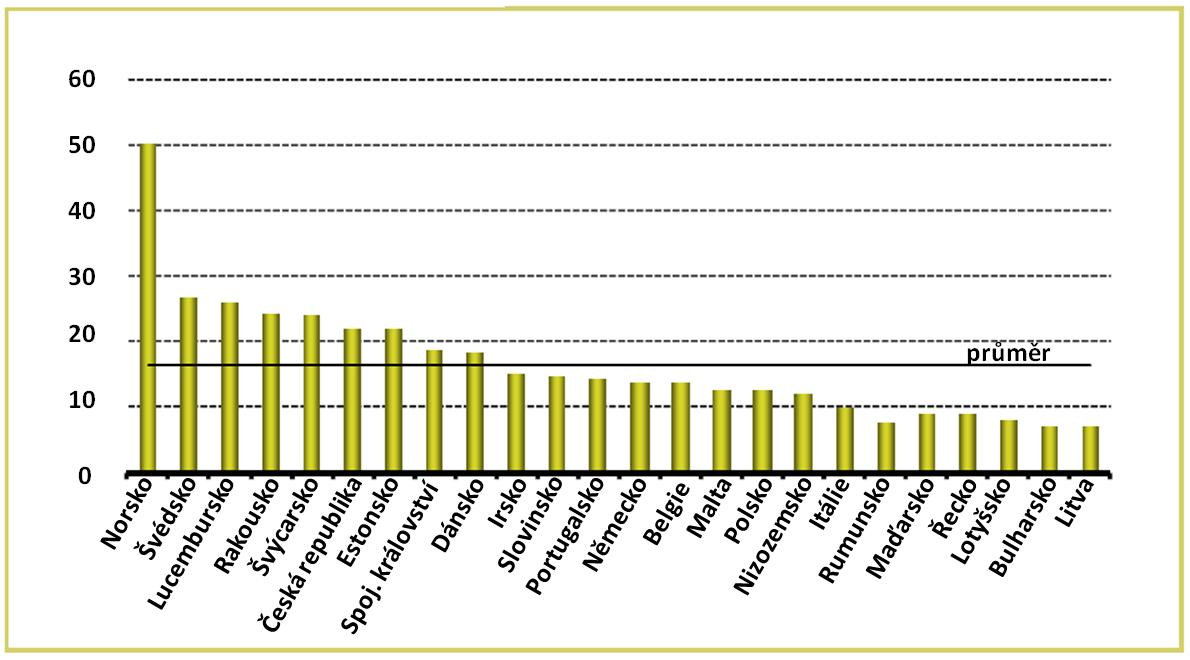 60
50
40
30
20
průměr
10
0
Norsko
Švédsko
Lucembursko
Rakousko
Švýcarsko
Česká republika
Estonsko
Spoj. království
Dánsko
Irsko
Slovinsko
Portugalsko
Německo
Belgie
Malta
Polsko
Nizozemsko
Itálie
Rumunsko
Maďarsko
Řecko
Lotyšsko
Bulharsko
Litva